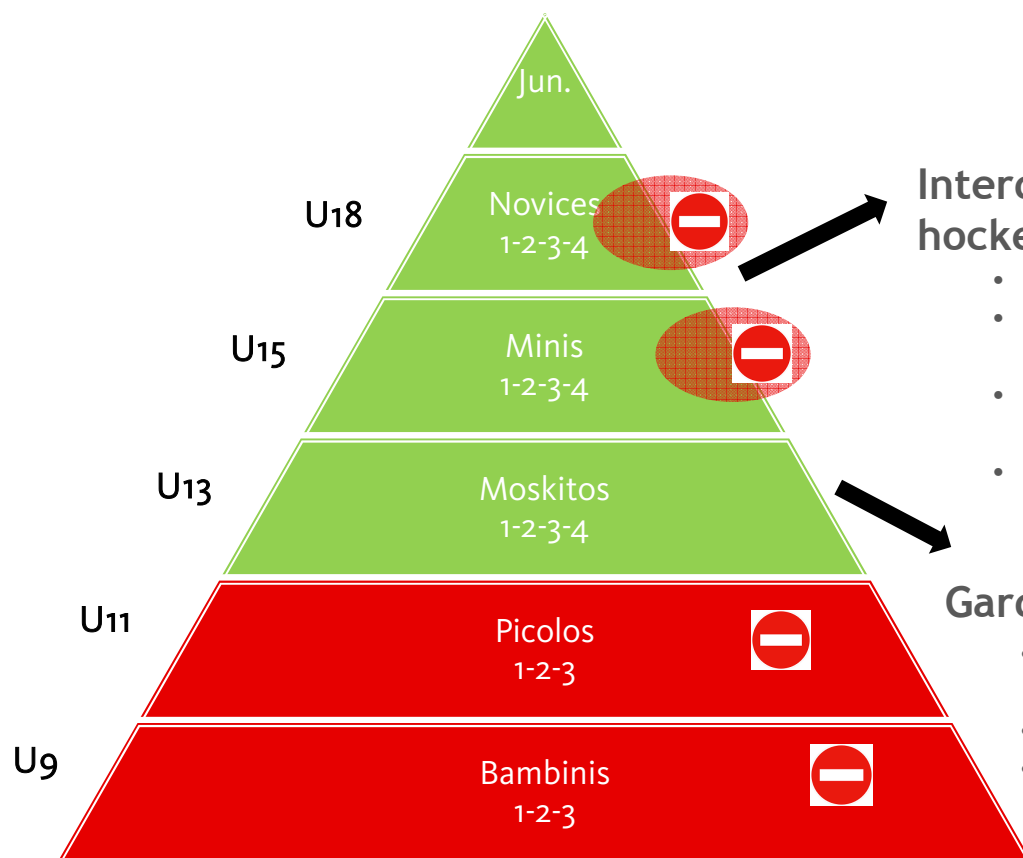 Jun.
U18
Novices
1-2-3-4
U15
Minis
1-2-3-4
U13
Moskitos
1-2-3-4
U11
Picolos
1-2-3
U9
Bambinis
1-2-3